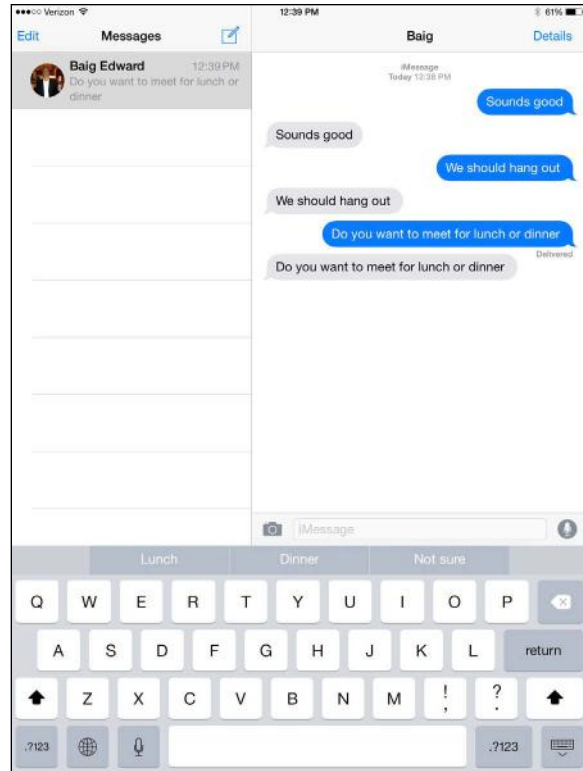 Verizon 12:39 PM 61%
Edit Messages
Baig Details
Baig Edward 12:39 PM
Do you want to meet for lunch or
dinner
iMessage
Today 12:38 PM
Sounds good
Sounds good
We should hang out
We should hang out
Do you want to meet for lunch or dinner
Delivered
Do you want to meet for lunch or dinner
iMessage
Lunch Dinner Not sure
Q W E R T Y U I O P
A S D F G H J K L return
Z X C V B N M ! , ? .
.?123 .?123